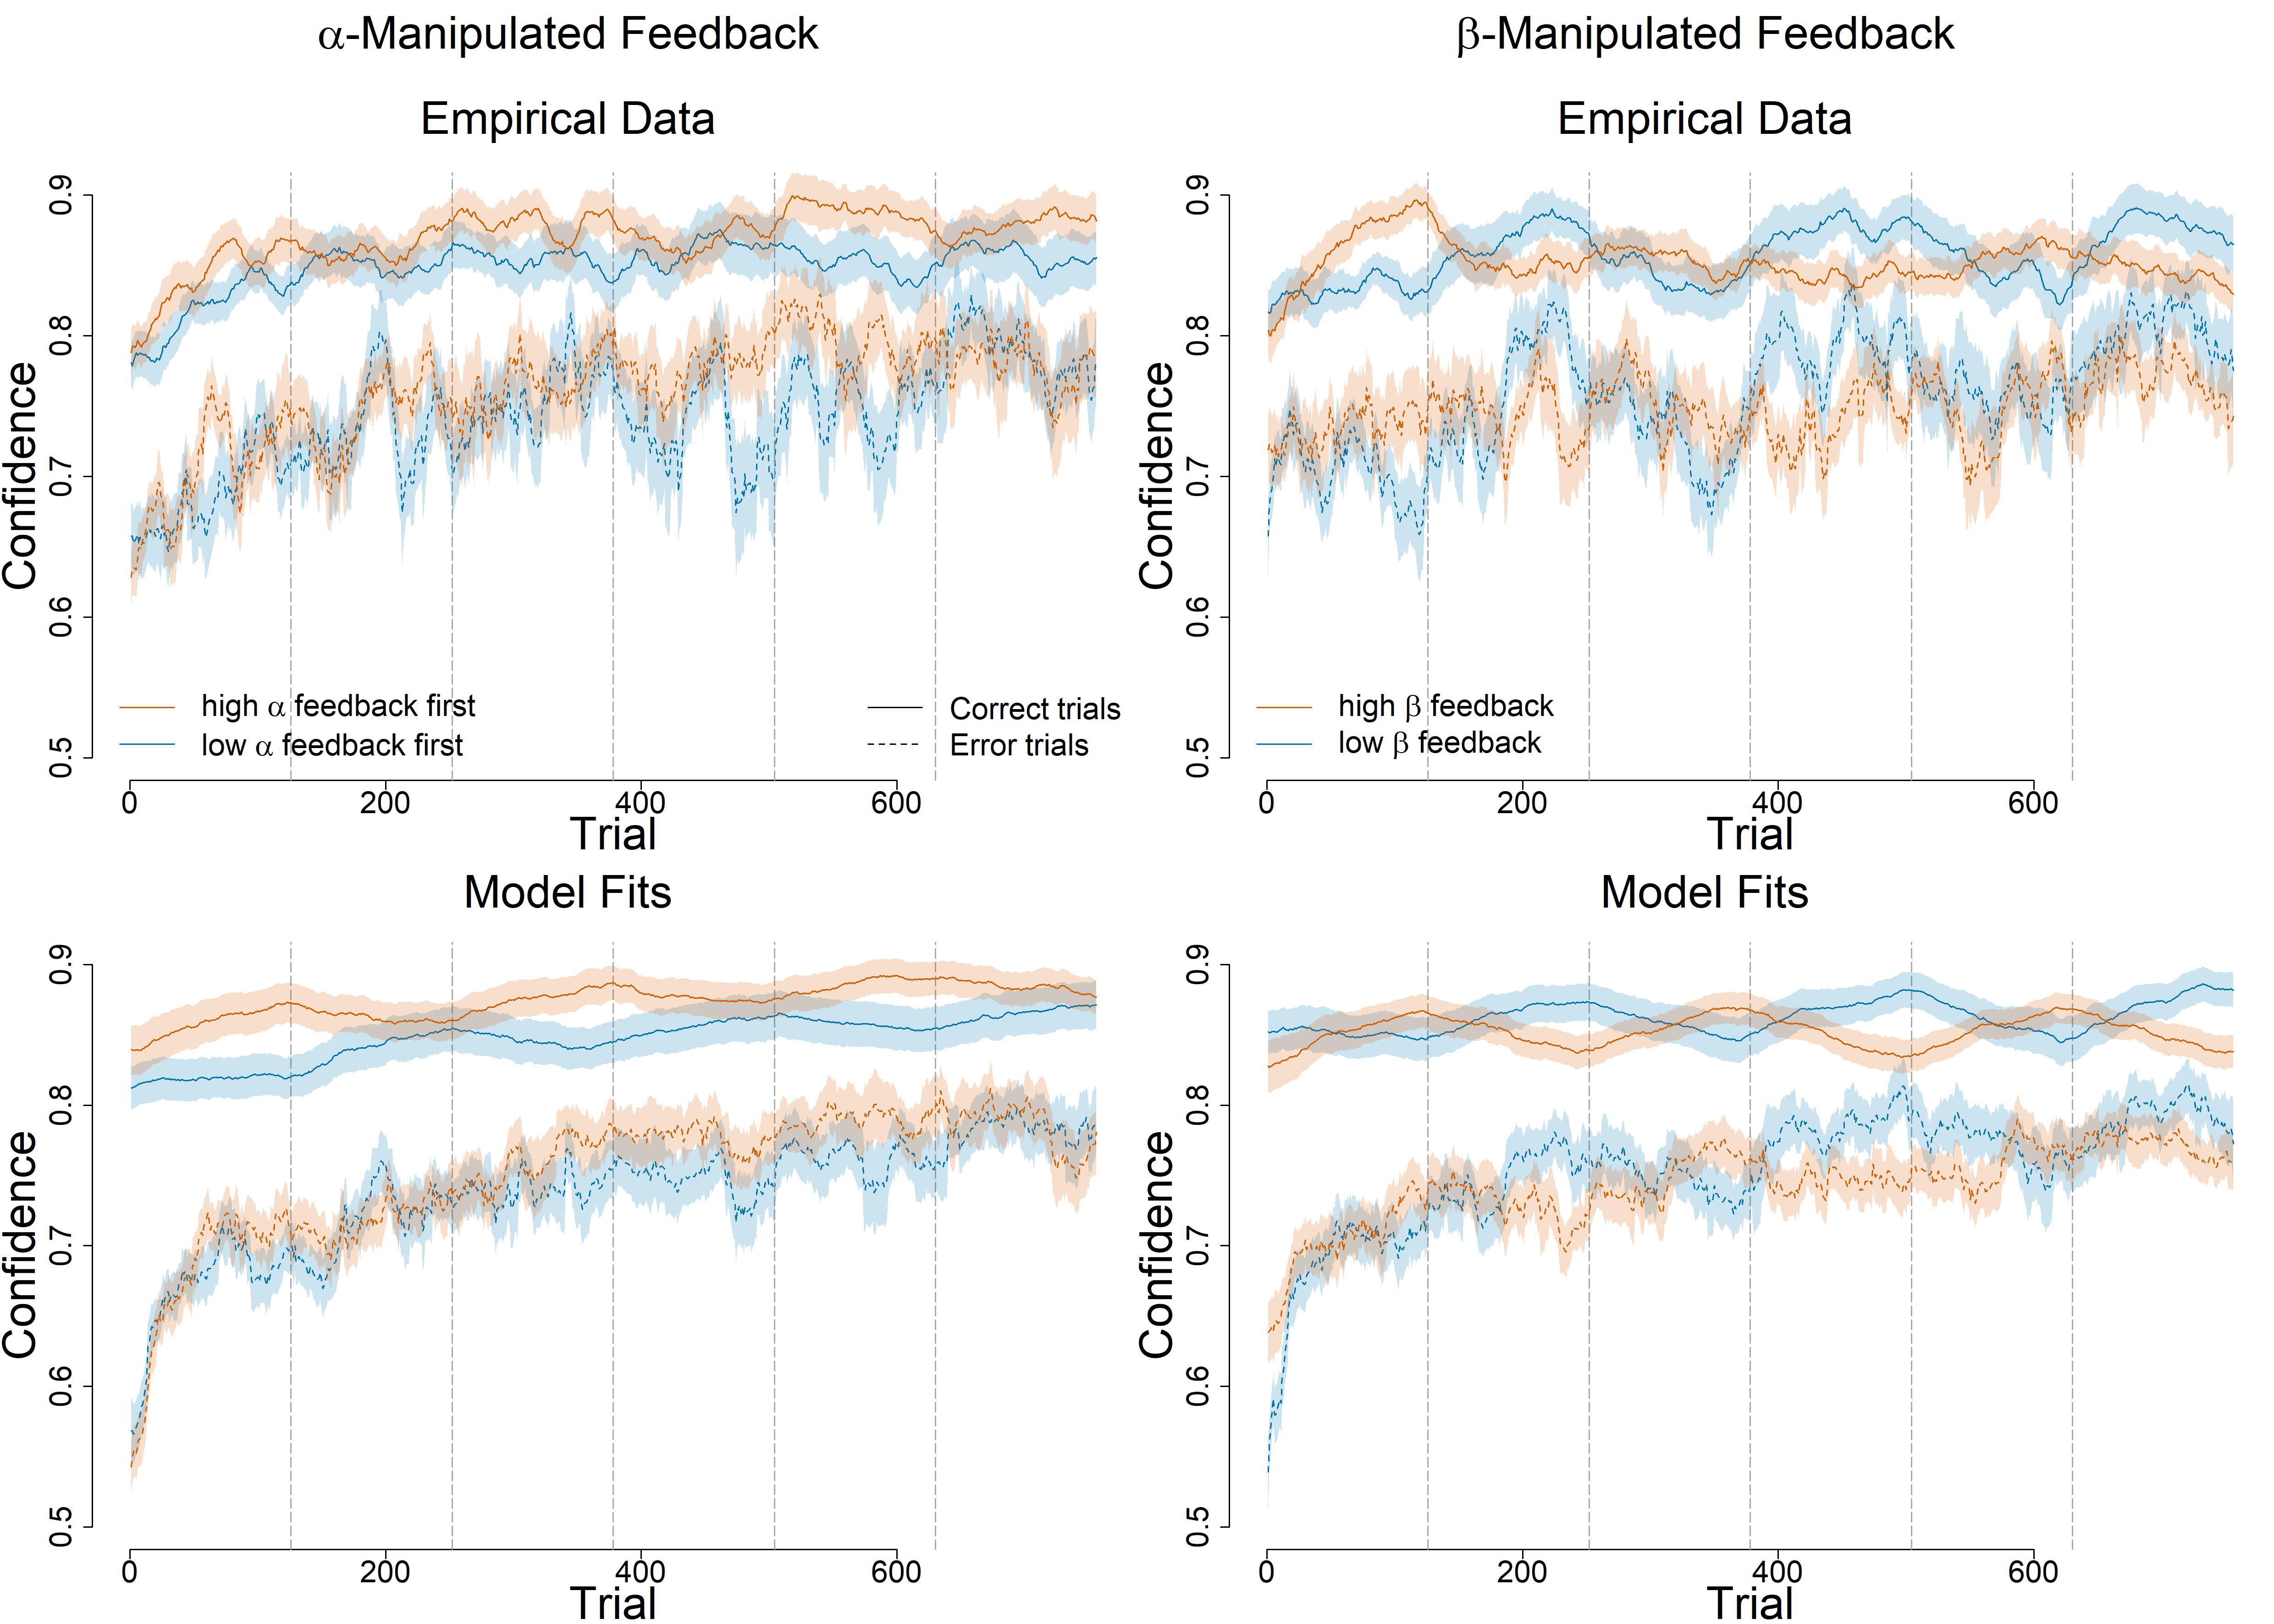 α-Manipulated Feedback
β-Manipulated Feedback
Empirical Data
Empirical Data
Confidence
0.5 0.6 0.7 0.8 0.9
high α feedback first
low α feedback first
Correct trials
Error trials
0 200 400 600
Trial
Confidence
0.5 0.6 0.7 0.8 0.9
high β feedback
low β feedback
0 200 400 600
Trial
Model Fits
Model Fits
Confidence
0.5 0.6 0.7 0.8 0.9
0 200 400 600
Trial
Confidence
0.5 0.6 0.7 0.8 0.9
0 200 400 600
Trial